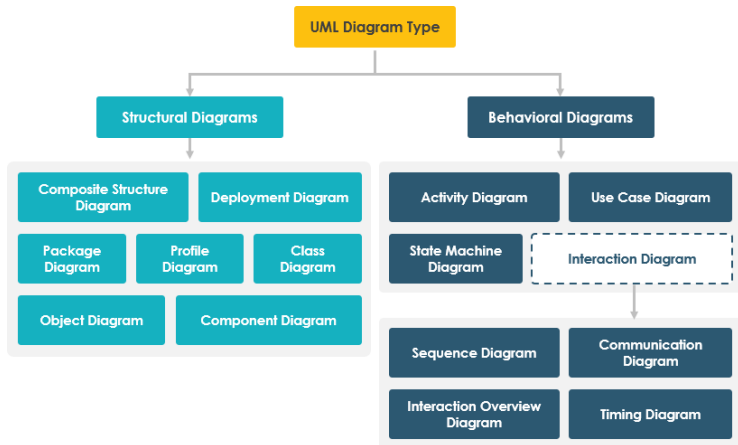 UML Diagram Type
Structural Diagrams
Behavioral Diagrams
Composite Structure
Diagram
Deployment Diagram
Package
Diagram
Profile
Diagram
Class
Diagram
Object Diagram
Component Diagram
Activity Diagram
Use Case Diagram
State Machine
Diagram
Interaction Diagram
Sequence Diagram
Communication
Diagram
Interaction Overview
Diagram
Timing Diagram